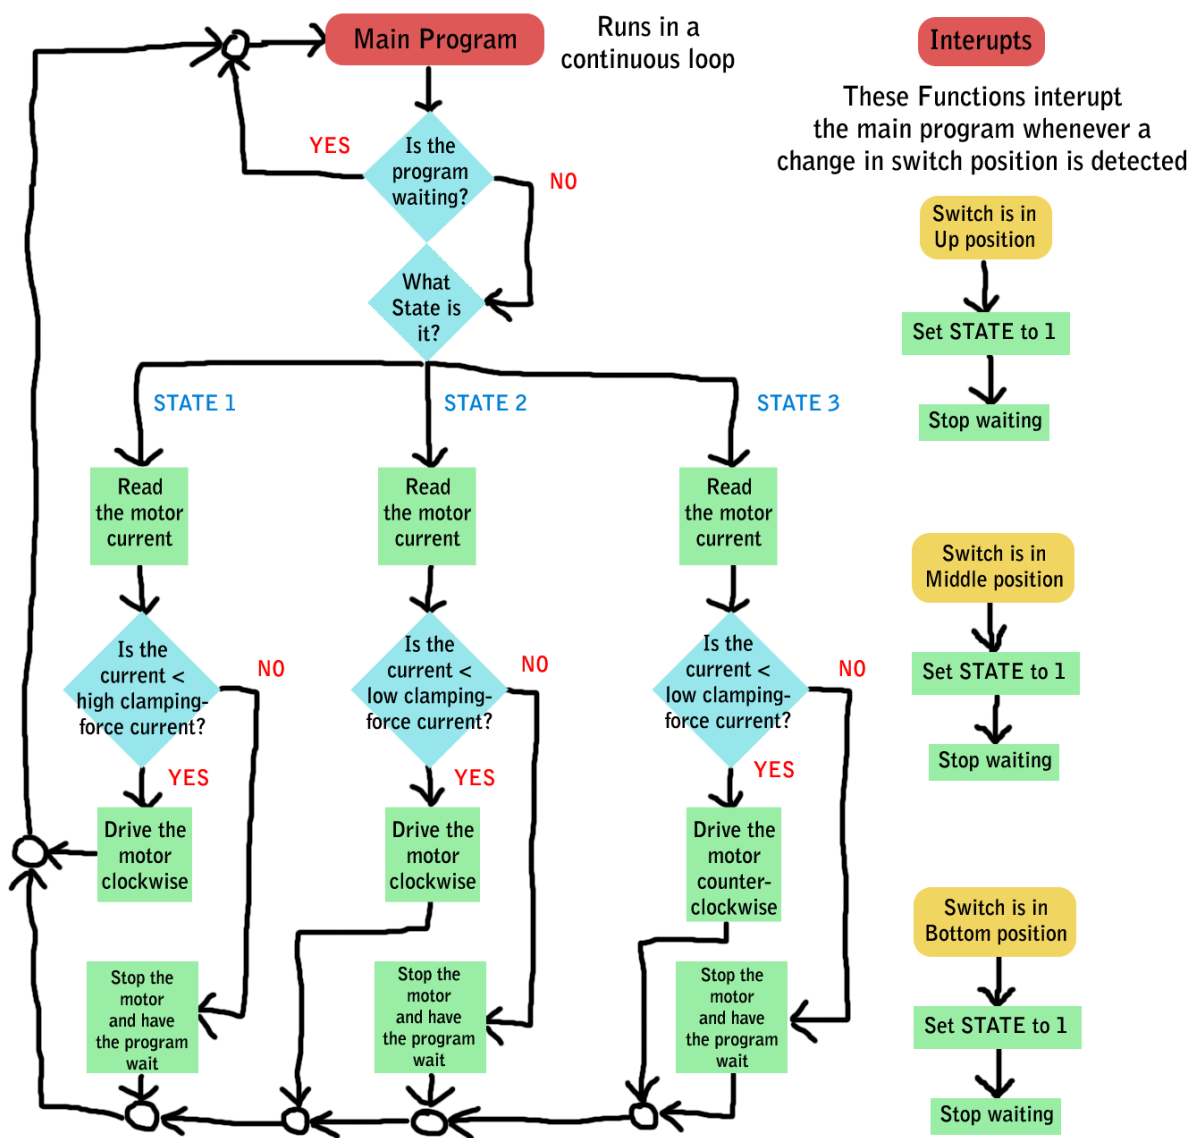 Main Program
Runs in a
continuous loop
Is the
program
waiting?
YES
NO
What
State is
it?
STATE 1
STATE 2
STATE 3
Read
the motor
current
Is the
current <
high clamping-
force current?
NO
YES
Drive the
motor
clockwise
Stop the
motor
and have
the program
wait
Read
the motor
current
Is the
current <
low clamping-
force current?
NO
YES
Drive the
motor
clockwise
Stop the
motor
and have
the program
wait
Read
the motor
current
Is the
current <
low clamping-
force current?
NO
YES
Drive the
motor
counter-
clockwise
Stop the
motor
and have
the program
wait
Interupts
These Functions interupt
the main program whenever a
change in switch position is detected
Switch is in
Up position
Set STATE to 1
Stop waiting
Switch is in
Middle position
Set STATE to 1
Stop waiting
Switch is in
Bottom position
Set STATE to 1
Stop waiting